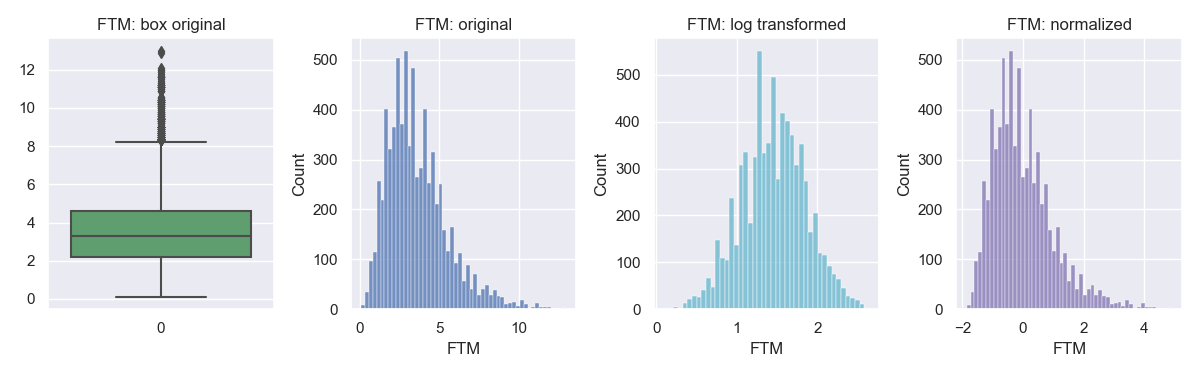 FTM: box original
12
10
8
6
4
2
0
0
FTM: original
500
400
300
200
100
0
Count
0 5 10
FTM
FTM: log transformed
500
400
300
200
100
0
Count
0 1 2
FTM
FTM: normalized
500
400
300
200
100
0
Count
−2 0 2 4
FTM